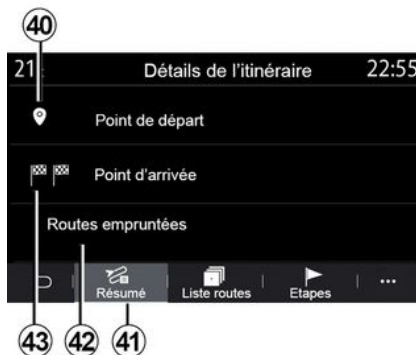 40
21 Détails de l'itinéraire 22:55
Point de départ
Point d'arrivée
Routes empruntées
Résumé Liste routes Etapes ...
43 42 41